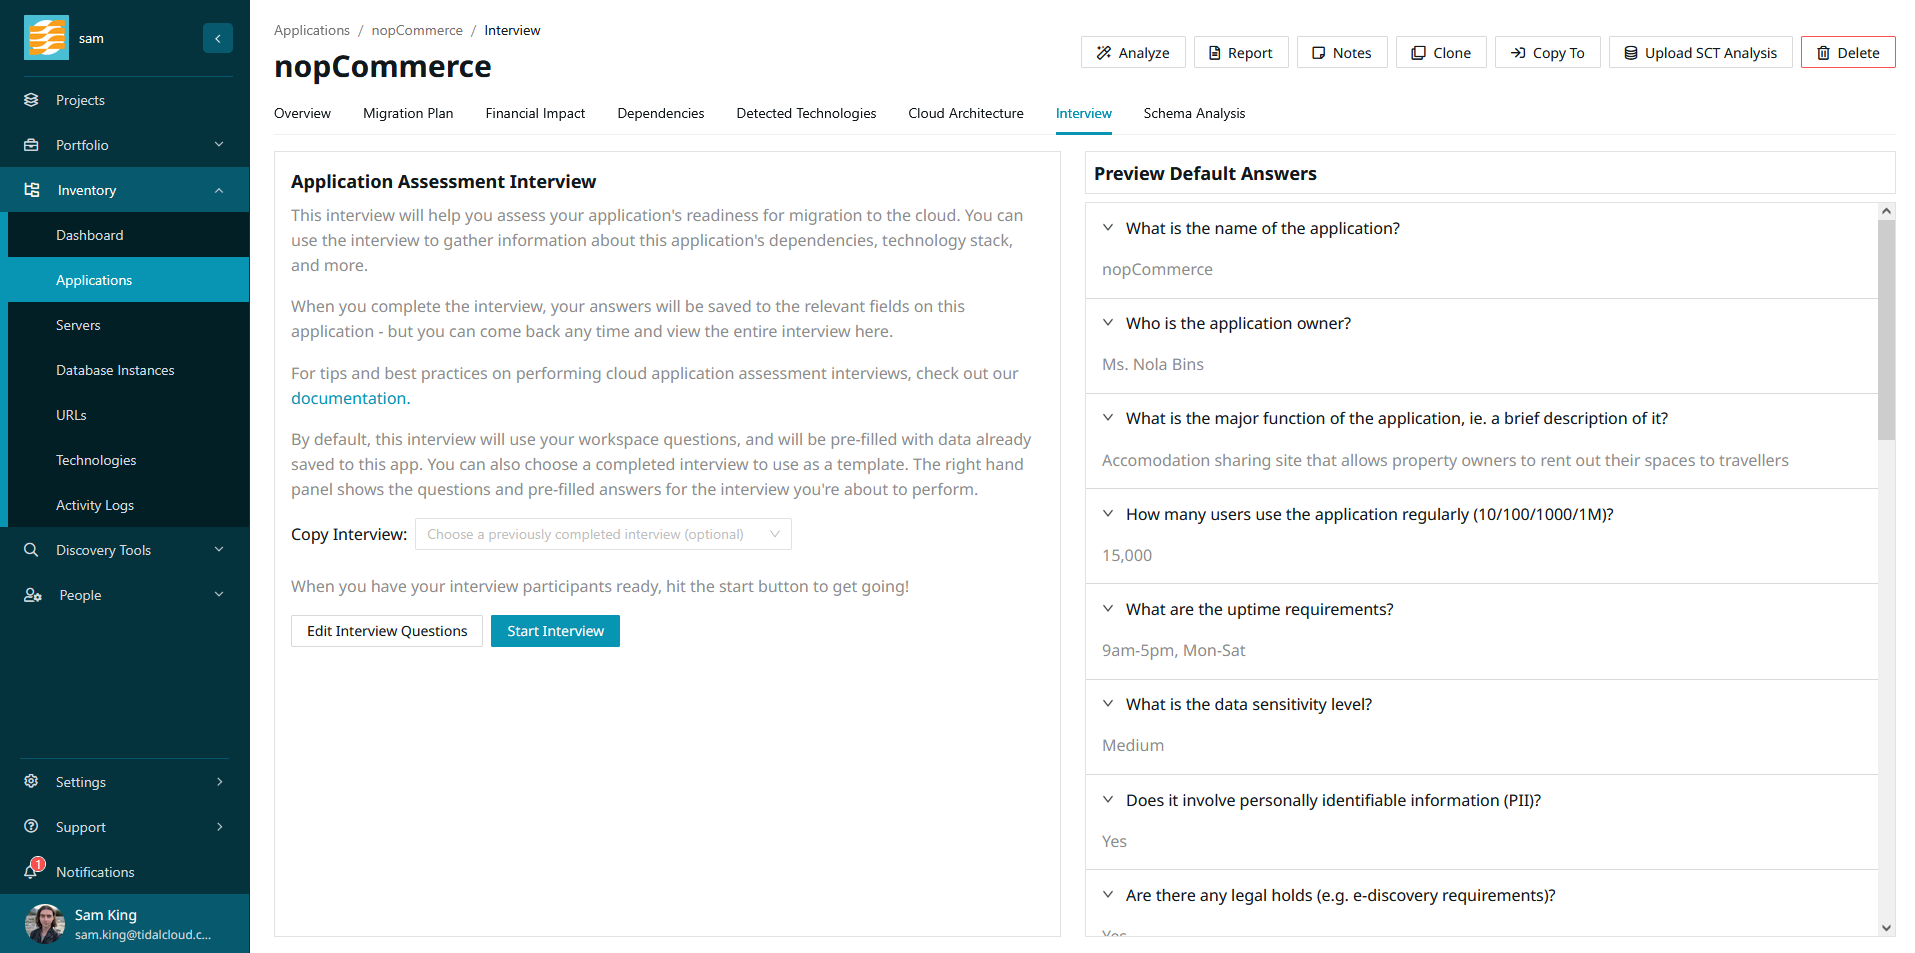 sam
Projects
Portfolio
Inventory
Dashboard
Applications
Servers
Database Instances
URLs
Technologies
Activity Logs
Discovery Tools
People
Settings
Support
1
Notifications
Sam King
sam.king@tidalcloud.c...
Applications / nopCommerce / Interview
nopCommerce
Analyze
Report
Notes
Clone
Copy To
Upload SCT Analysis
Delete
Overview
Migration Plan
Financial Impact
Dependencies
Detected Technologies
Cloud Architecture
Interview
Schema Analysis
Application Assessment Interview
This interview will help you assess your application's readiness for migration to the cloud. You can
use the interview to gather information about this application's dependencies, technology stack,
and more.
When you complete the interview, your answers will be saved to the relevant fields on this
application - but you can come back any time and view the entire interview here.
For tips and best practices on performing cloud application assessment interviews, check out our
documentation.
By default, this interview will use your workspace questions, and will be pre-filled with data already
saved to this app. You can also choose a completed interview to use as a template. The right hand
panel shows the questions and pre-filled answers for the interview you're about to perform.
Copy Interview: Choose a previously completed interview (optional)
When you have your interview participants ready, hit the start button to get going!
Edit Interview Questions
Start Interview
Preview Default Answers
What is the name of the application?
nopCommerce
Who is the application owner?
Ms. Nola Bins
What is the major function of the application, ie. a brief description of it?
Accomodation sharing site that allows property owners to rent out their spaces to travellers
How many users use the application regularly (10/100/1000/1M)?
15,000
What are the uptime requirements?
9am-5pm, Mon-Sat
What is the data sensitivity level?
Medium
Does it involve personally identifiable information (PII)?
Yes
Are there any legal holds (e.g. e-discovery requirements)?
Yes